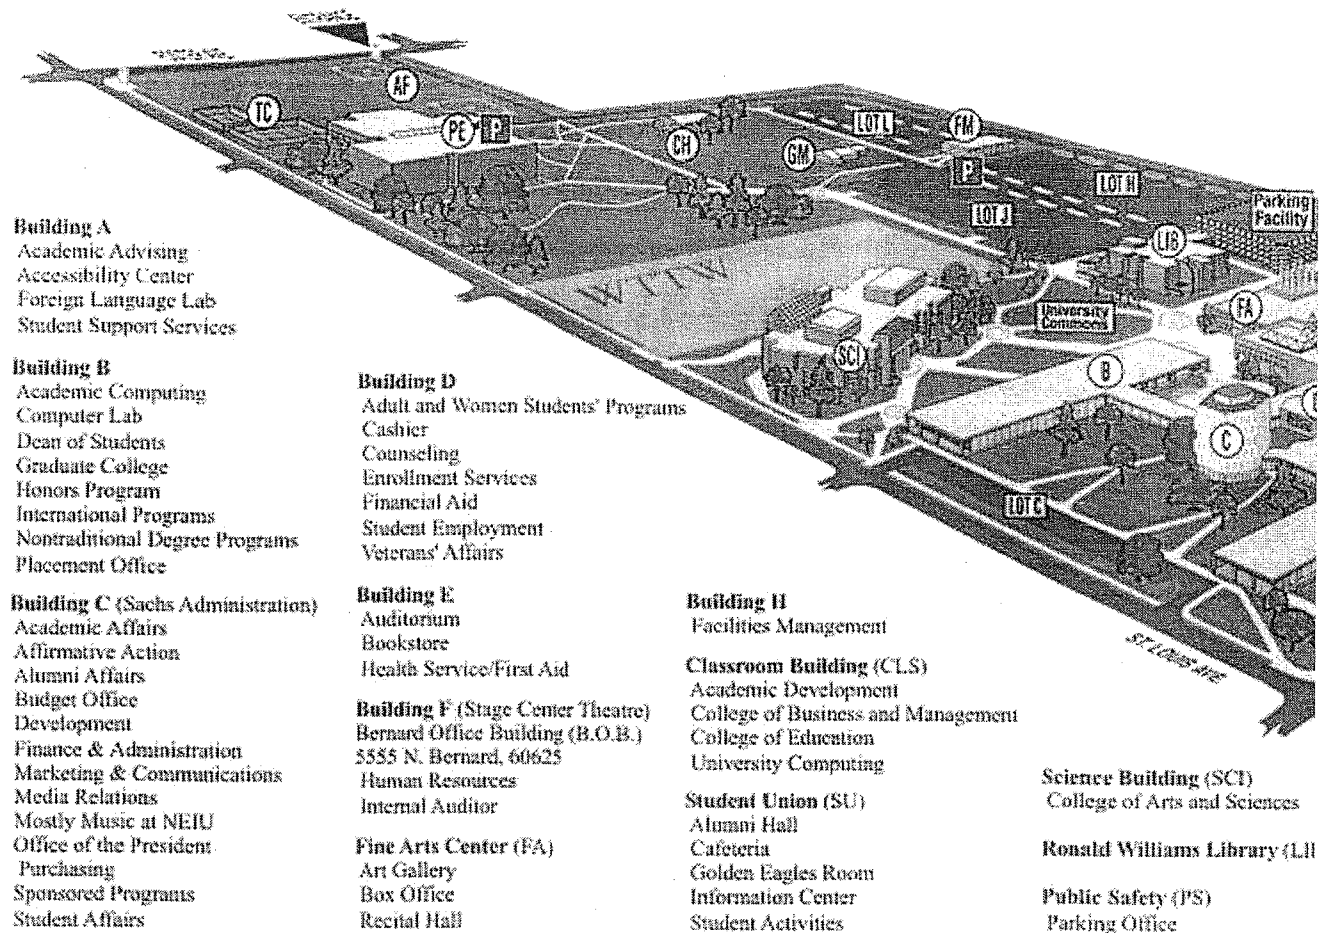 AF
TC
PE
P
CH
GM
LOT L
FM
P
LOT H
LOT J
Parking
Facility
LIB
WTTW
University
Commons
FA
SCI
B
C
LOT C
ST. LOUIS AVE
Building A
Academic Advising
Accessibility Center
Foreign Language Lab
Student Support Services
Building B
Academic Computing
Computer Lab
Dean of Students
Graduate College
Honors Program
International Programs
Nontraditional Degree Programs
Placement Office
Building C (Sachs Administration)
Academic Affairs
Affirmative Action
Alumni Affairs
Budget Office
Development
Finance & Administration
Marketing & Communications
Media Relations
Mostly Music at NEIU
Office of the President
Purchasing
Sponsored Programs
Student Affairs
Building D
Adult and Women Students' Programs
Cashier
Counseling
Enrollment Services
Financial Aid
Student Employment
Veterans' Affairs
Building E
Auditorium
Bookstore
Health Service/First Aid
Building F (Stage Center Theatre)
Bernard Office Building (B.O.B.)
5555 N. Bernard, 60625
Human Resources
Internal Auditor
Fine Arts Center (FA)
Art Gallery
Box Office
Recital Hall
Building H
Facilities Management
Classroom Building (CLS)
Academic Development
College of Business and Management
College of Education
University Computing
Student Union (SU)
Alumni Hall
Cafeteria
Golden Eagles Room
Information Center
Student Activities
Science Building (SCI)
College of Arts and Sciences
Ronald Williams Library (LI
Public Safety (PS)
Parking Office